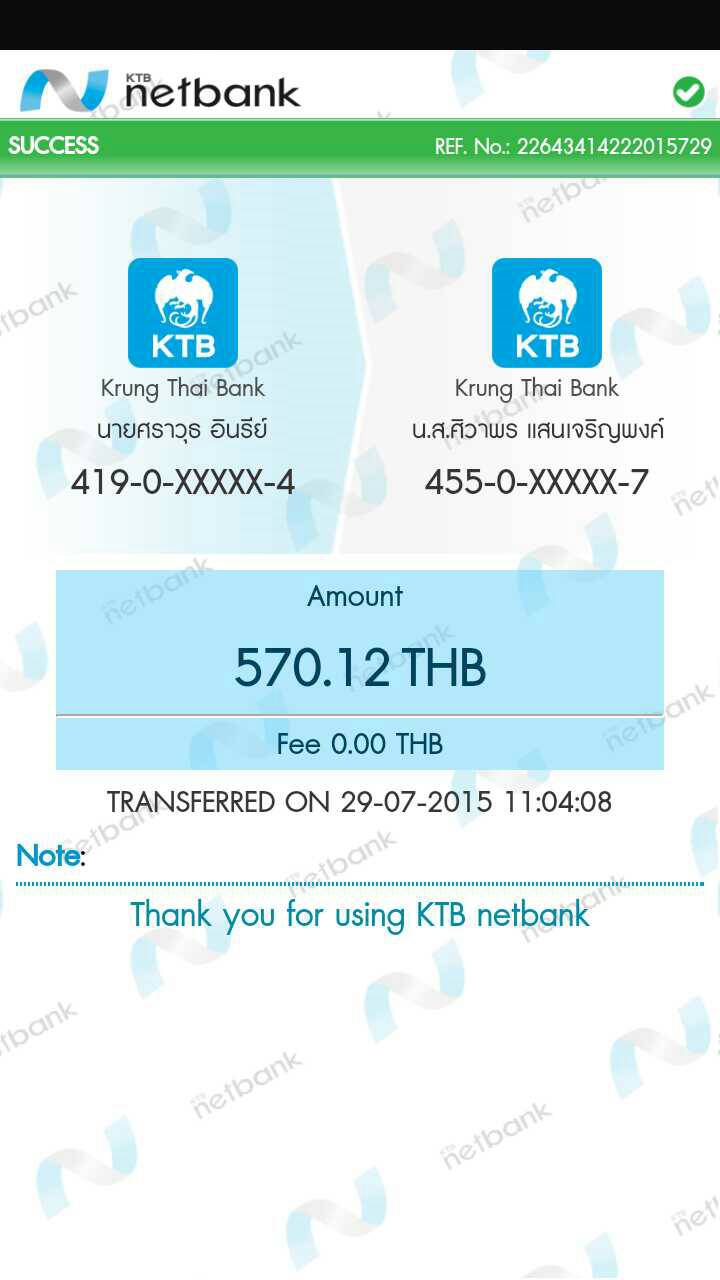 KTB
netbank
SUCCESS
REF. No.: 22643414222015729
KTB
Krung Thai Bank
นายศราวุธ อินรีย์
419-0-XXXXX-4
KTB
Krung Thai Bank
น.ส.ศิวาพร แสนเจริญพงค์
455-0-XXXXX-7
Amount
570.12 THB
Fee 0.00 THB
TRANSFERRED ON 29-07-2015 11:04:08
Note:
Thank you for using KTB netbank